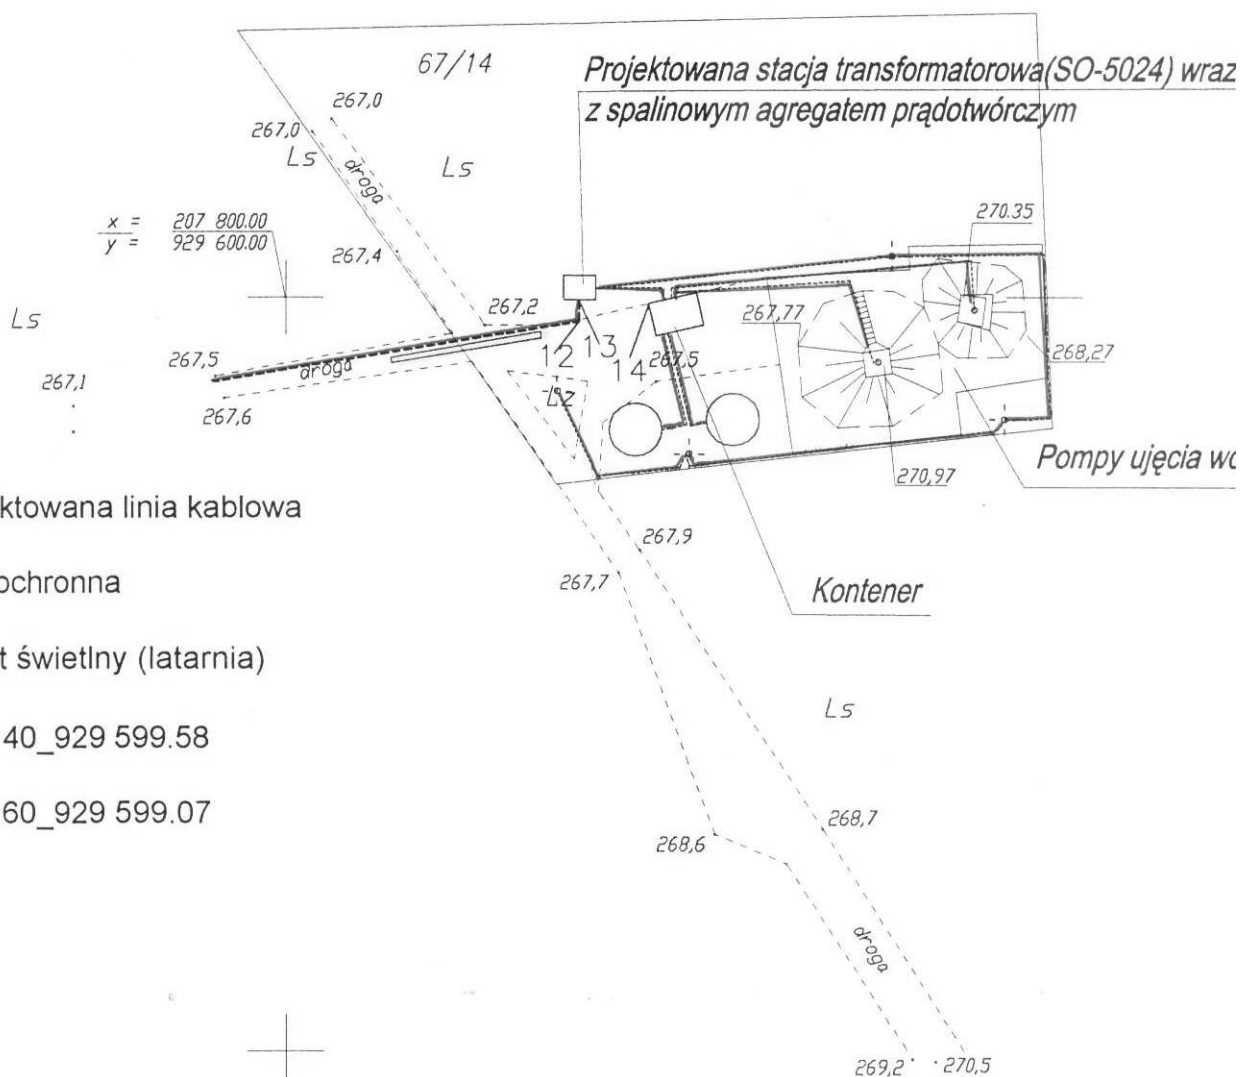 67/14
Projektowana stacja transformatorowa(SO-5024) wraz
z spalinowym agregatem prądotwórczym
267,0
267,0
Ls
droga
Ls
x = 207 800.00
y = 929 600.00
270.35
267,4
Ls
267,2
267,77
12
13
14
267,5
268,27
267,5
droga
267,1
267,6
Lz
Pompy ujęcia
270,97
ktowana linia kablowa
267,9
ochronna
267,7
Kontener
t świetlny (latarnia)
Ls
40_929 599.58
60_929 599.07
268,7
268,6
droga
269,2
270,5